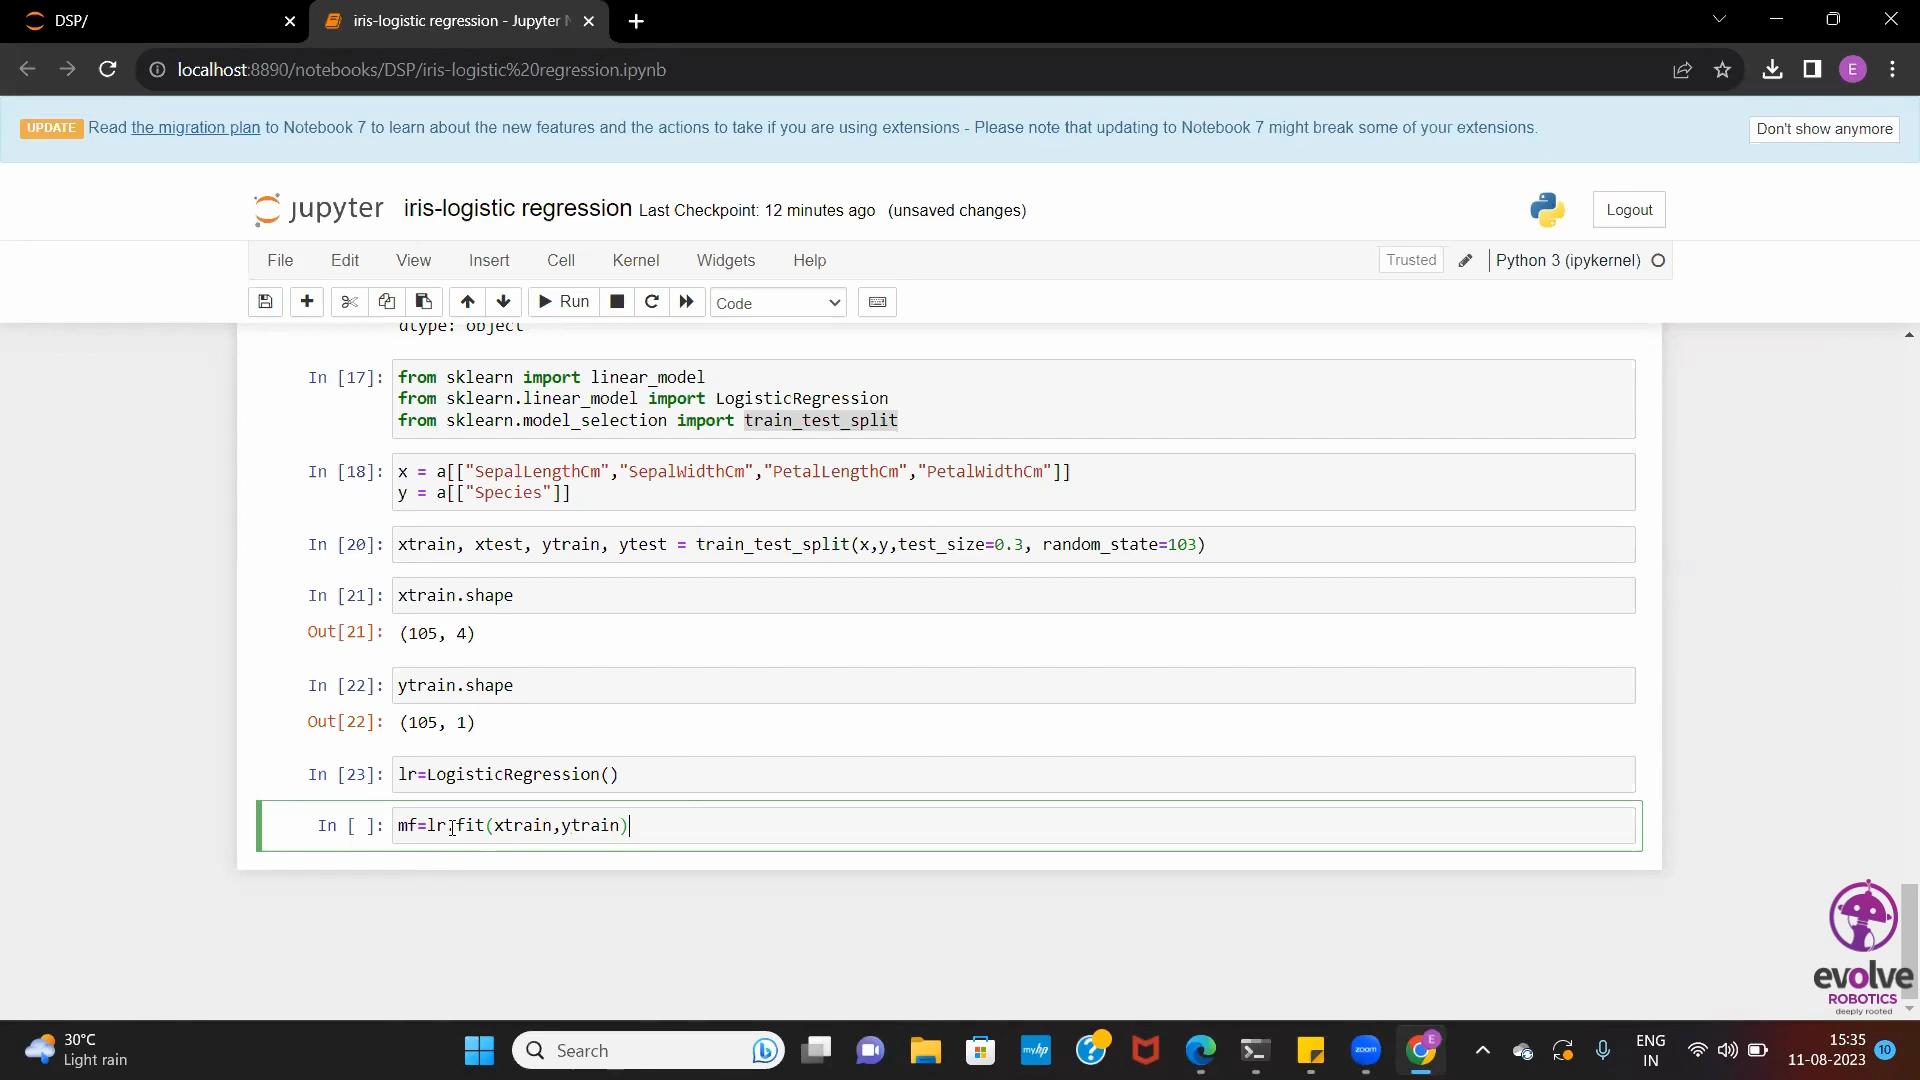 DSP/
iris-logistic regression - Jupyter N
localhost:8890/notebooks/DSP/iris-logistic%20regression.ipynb
E
UPDATE Read the migration plan to Notebook 7 to learn about the new features and the actions to take if you are using extensions - Please note that updating to Notebook 7 might break some of your extensions.
Don't show anymore
jupyter iris-logistic regression Last Checkpoint: 12 minutes ago (unsaved changes)
Logout
File Edit View Insert Cell Kernel Widgets Help
Trusted
Python 3 (ipykernel)
Run
Code
dtype: object
In [17]: from sklearn import linear_model
from sklearn.linear_model import LogisticRegression
from sklearn.model_selection import train_test_split
In [18]: x = a[["SepalLengthCm","SepalWidthCm","PetalLengthCm","PetalWidthCm"]]
y = a[["Species"]]
In [20]: xtrain, xtest, ytrain, ytest = train_test_split(x,y,test_size=0.3, random_state=103)
In [21]: xtrain.shape
Out[21]: (105, 4)
In [22]: ytrain.shape
Out[22]: (105, 1)
In [23]: lr=LogisticRegression()
In [ ]: mf=lr.fit(xtrain,ytrain)
evolve
ROBOTICS
deeply rooted
30°C
Light rain
Search
myhp
zoom
E
ENG
IN
15:35
11-08-2023
10